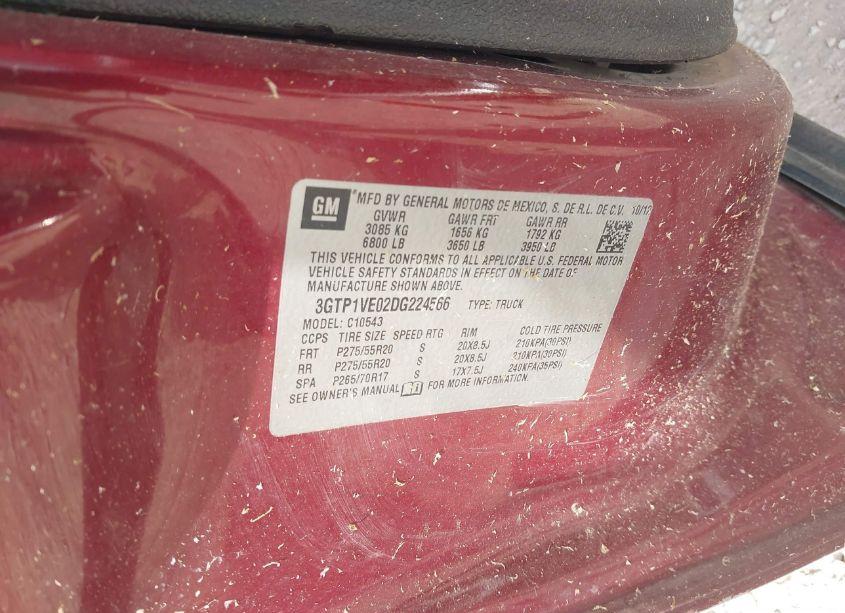 GM
MFD BY GENERAL MOTORS DE MEXICO, S. DE R.L. DE C.V. 10/12
GVWR GAWR FRT GAWR RR
3085 KG 1656 KG 1792 KG
6800 LB 3650 LB 3950 LB
THIS VEHICLE CONFORMS TO ALL APPLICABLE U.S. FEDERAL MOTOR
VEHICLE SAFETY STANDARDS IN EFFECT ON THE DATE OF
MANUFACTURE SHOWN ABOVE.
3GTP1VE02DG224566 TYPE: TRUCK
MODEL: C10543
CCPS TIRE SIZE SPEED RTG RIM COLD TIRE PRESSURE
FRT P275/55R20 S 20X8.5J 210KPA(30PSI)
RR P275/55R20 S 20X8.5J 210KPA(30PSI)
SPA P265/70R17 S 17X7.5J 240KPA(35PSI)
SEE OWNER'S MANUAL FOR MORE INFORMATION.